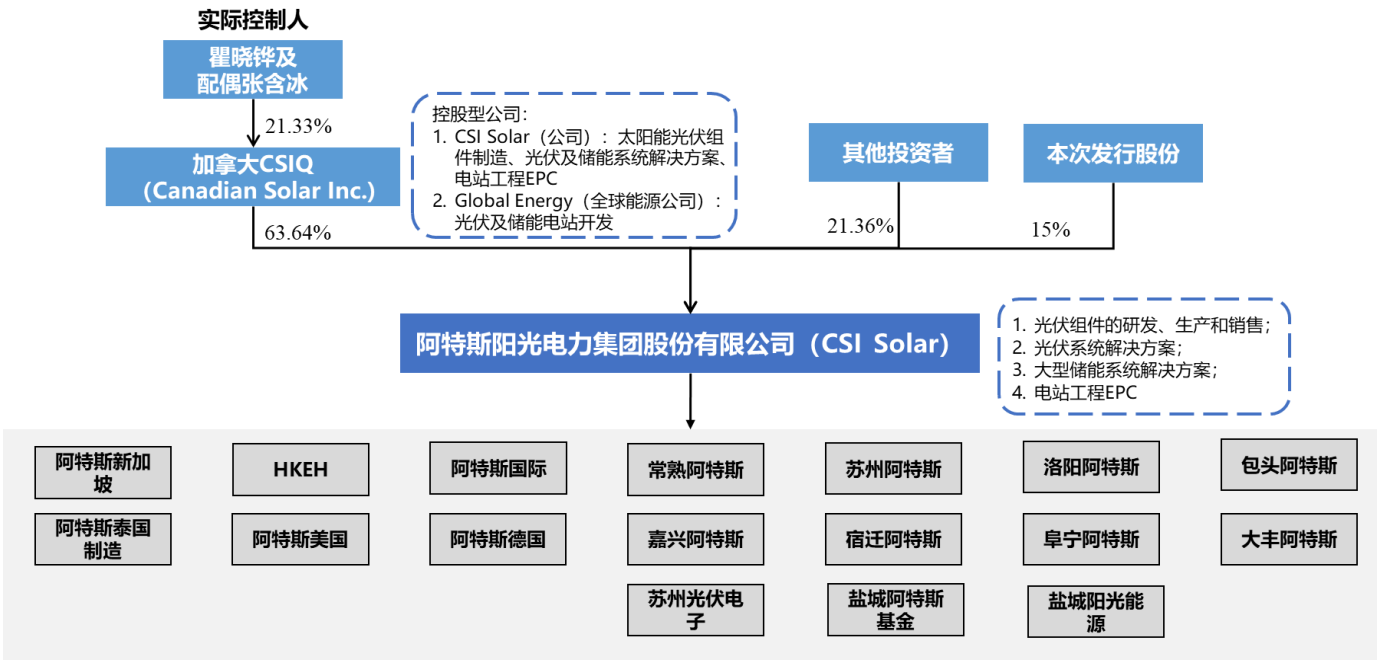 实际控制人
瞿晓铧及
配偶张含冰
21.33%
加拿大CSIQ
（Canadian Solar Inc.）
63.64%
控股型公司：
1. CSI Solar（公司）：太阳能光伏组
件制造、光伏及储能系统解决方案、
电站工程EPC
2. Global Energy（全球能源公司）：
光伏及储能电站开发
其他投资者
21.36%
本次发行股份
15%
阿特斯阳光电力集团股份有限公司（CSI Solar）
1. 光伏组件的研发、生产和销售；
2. 光伏系统解决方案；
3. 大型储能系统解决方案；
4. 电站工程EPC
阿特斯新加
坡
HKEH
阿特斯国际
常熟阿特斯
苏州阿特斯
洛阳阿特斯
包头阿特斯
阿特斯泰国
制造
阿特斯美国
阿特斯德国
嘉兴阿特斯
宿迁阿特斯
阜宁阿特斯
大丰阿特斯
苏州光伏电
子
盐城阿特斯
基金
盐城阳光能
源